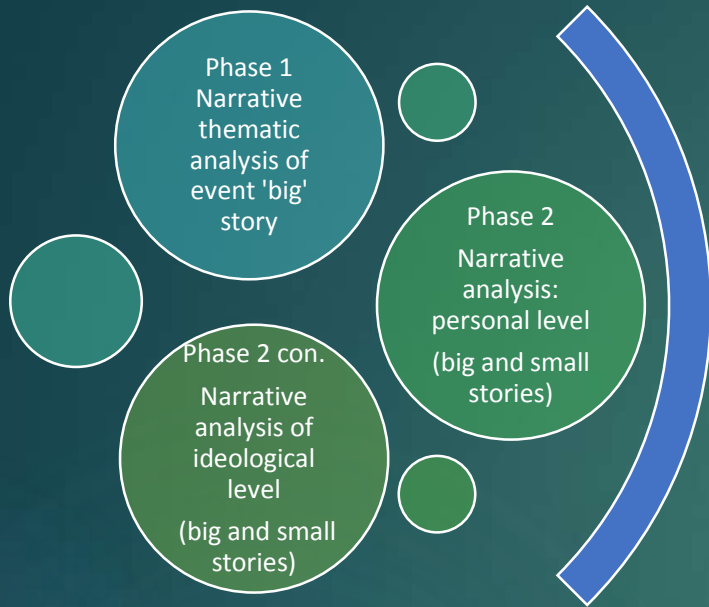 Phase 1
Narrative
thematic
analysis of
event 'big'
story
Phase 2
Narrative
analysis:
personal level
(big and small
stories)
Phase 2 con.
Narrative
analysis of
ideological
level
(big and small
stories)